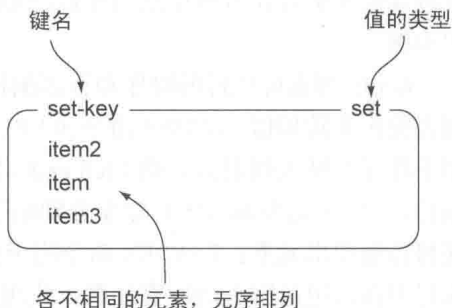 键名 值的类型
set-key set
item2
item
item3
各不相同的元素，无序排列